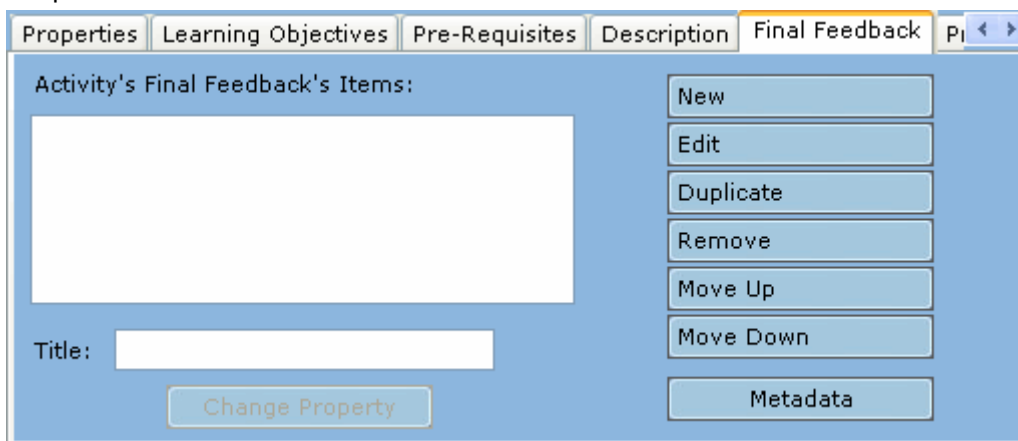 Properties Learning Objectives Pre-Requisites Description Final Feedback
Activity's Final Feedback's Items:
New
Edit
Duplicate
Remove
Move Up
Move Down
Title:
Change Property
Metadata